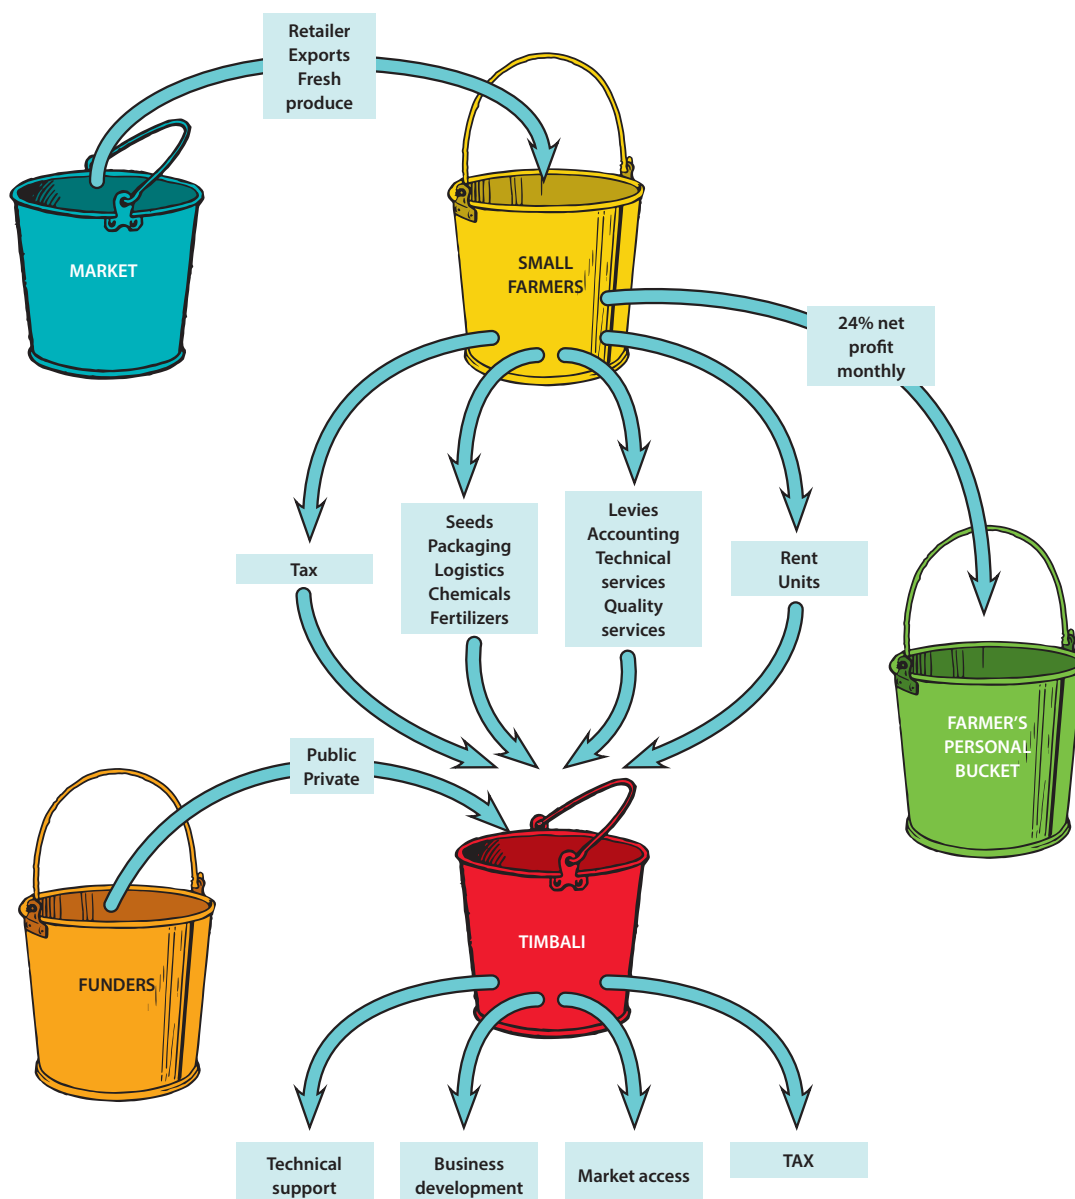 Retailer
Exports
Fresh
produce
MARKET
SMALL
FARMERS
24% net
profit
monthly
Tax
Seeds
Packaging
Logistics
Chemicals
Fertilizers
Levies
Accounting
Technical
services
Quality
services
Rent
Units
FARMER'S
PERSONAL
BUCKET
Public
Private
FUNDERS
TIMBALI
Technical
support
Business
development
Market access
TAX